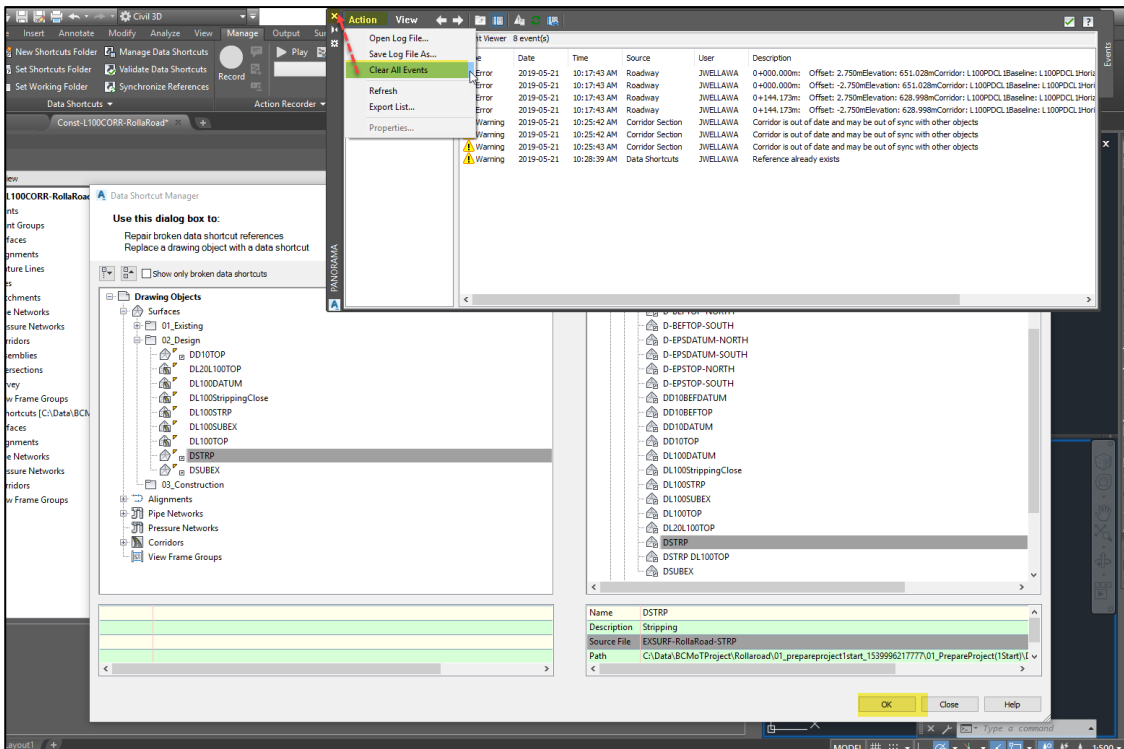 Civil 3D
Insert Annotate Modify Analyze View Manage Output
New Shortcuts Folder Manage Data Shortcuts
Set Shortcuts Folder Validate Data Shortcuts
Set Working Folder Synchronize References
Record
Play
Data Shortcuts
Action Recorder
Const-L100CORR-RollaRoad*
Action View
Open Log File...
Save Log File As...
Clear All Events
Refresh
Export List...
Properties...
Viewer 8 event(s)
Date Time Source User Description
Error 2019-05-21 10:17:43 AM Roadway JWELLAWA 0+000.000m: Offset: 2.750mElevation: 651.028mCorridor: L100PDCL1Baseline: L100PDCL1Horiz
Error 2019-05-21 10:17:43 AM Roadway JWELLAWA 0+000.000m: Offset: -2.750mElevation: 651.028mCorridor: L100PDCL1Baseline: L100PDCL1Hori
Error 2019-05-21 10:17:43 AM Roadway JWELLAWA 0+144.173m: Offset: 2.750mElevation: 628.998mCorridor: L100PDCL1Baseline: L100PDCL1Horiz
Error 2019-05-21 10:17:43 AM Roadway JWELLAWA 0+144.173m: Offset: -2.750mElevation: 628.998mCorridor: L100PDCL1Baseline: L100PDCL1Hori
Warning 2019-05-21 10:25:42 AM Corridor Section JWELLAWA Corridor is out of date and may be out of sync with other objects
Warning 2019-05-21 10:25:42 AM Corridor Section JWELLAWA Corridor is out of date and may be out of sync with other objects
Warning 2019-05-21 10:25:43 AM Corridor Section JWELLAWA Corridor is out of date and may be out of sync with other objects
Warning 2019-05-21 10:28:39 AM Data Shortcuts JWELLAWA Reference already exists
Events
PANORAMA
L100CORR-RollaRoad
Data Shortcut Manager
Use this dialog box to:
Repair broken data shortcut references
Replace a drawing object with a data shortcut
Show only broken data shortcuts
Drawing Objects
Surfaces
01_Existing
02_Design
DD10TOP
DL20L100TOP
DL100DATUM
DL100StrippingClose
DL100STRP
DL100SUBEX
DL100TOP
DSTRP
DSUBEX
03_Construction
Alignments
Pipe Networks
Pressure Networks
Corridors
View Frame Groups
D-BEFTOP-NORTH
D-BEFTOP-SOUTH
D-EPSDATUM-NORTH
D-EPSDATUM-SOUTH
D-EPSTOP-NORTH
D-EPSTOP-SOUTH
DD10BEFDATUM
DD10BEFTOP
DD10DATUM
DD10TOP
DL100DATUM
DL100StrippingClose
DL100STRP
DL100SUBEX
DL100TOP
DL20L100TOP
DSTRP
DSTRP DL100TOP
DSUBEX
Name DSTRP
Description Stripping
Source File EXSURF-RollaRoad-STRP
Path C:\Data\BCMoTProject\Rollaroad\01_prepareproject1start_1539996217777\01_PrepareProject(1Start)\
OK Close Help
Type a command
MODEL
1:500